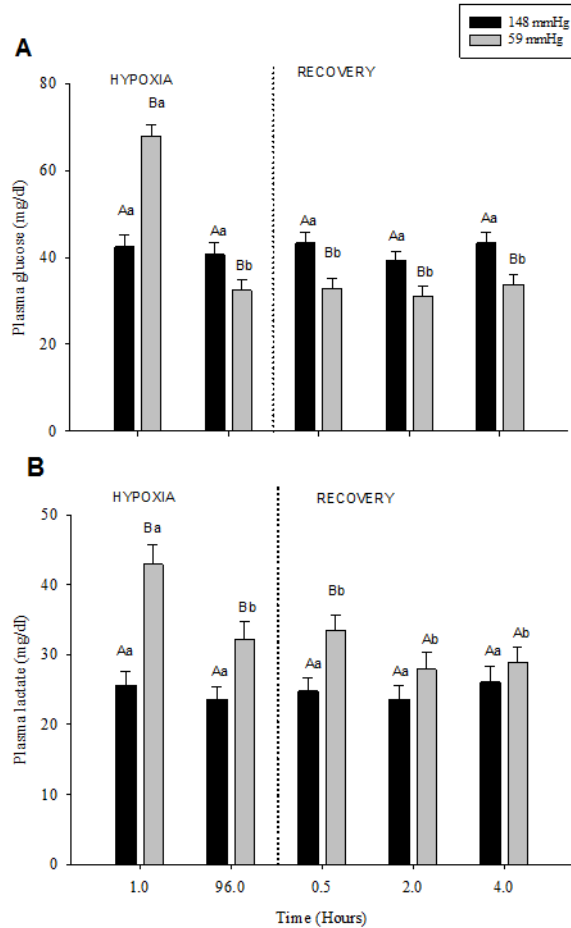 148 mmHg
59 mmHg
A
HYPOXIA
RECOVERY
Plasma glucose (mg/dl)
80
60
40
20
0
Aa
Ba
Aa
Bb
Aa
Bb
Aa
Bb
Aa
Bb
B
HYPOXIA
RECOVERY
Plasma lactate (mg/dl)
50
40
30
20
10
0
Aa
Ba
Aa
Bb
Aa
Bb
Aa
Ab
Aa
Ab
1.0 96.0 0.5 2.0 4.0
Time (Hours)